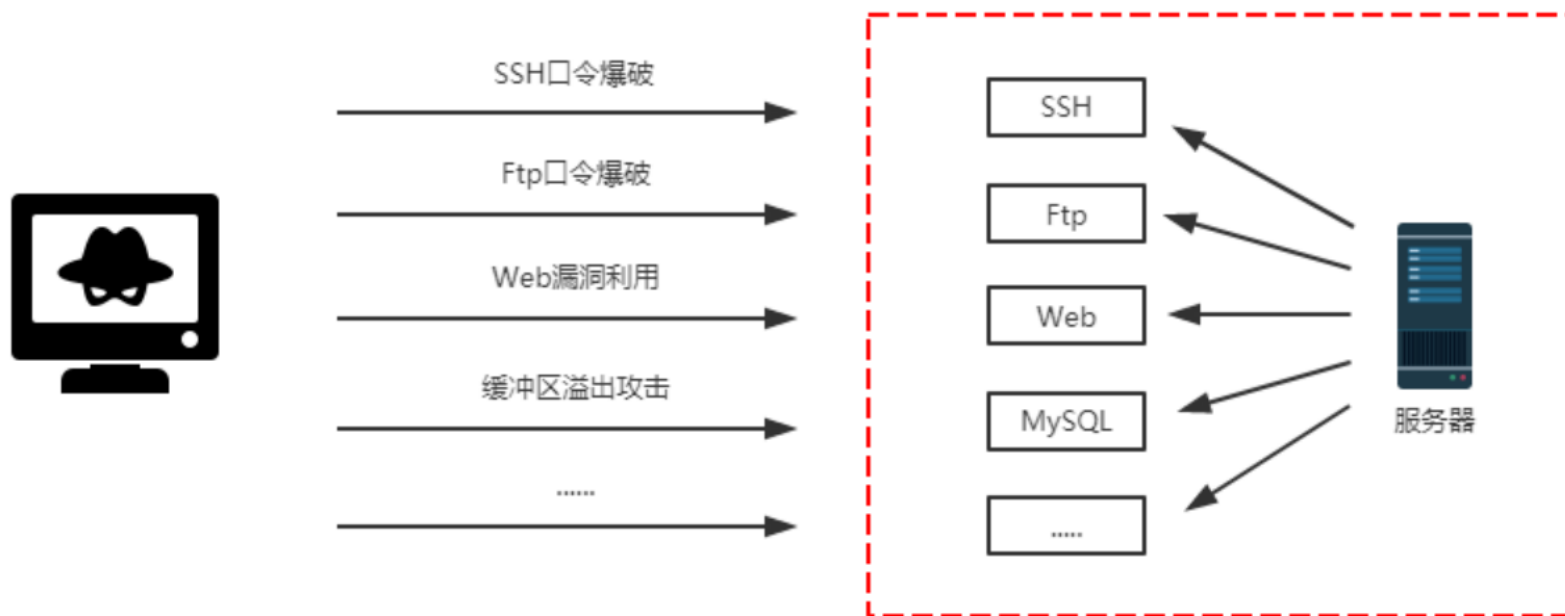 SSH口令爆破
Ftp口令爆破
Web漏洞利用
缓冲区溢出攻击
......
SSH
Ftp
Web
MySQL
.....
服务器